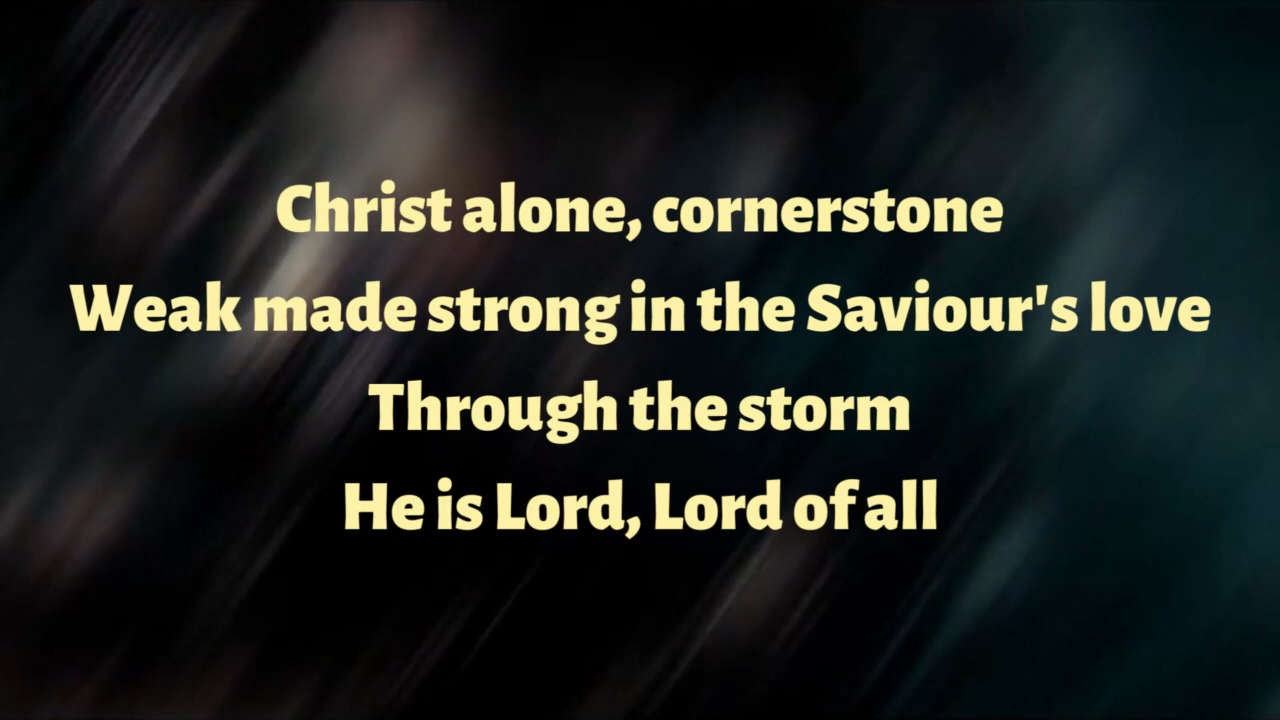 Christ alone, cornerstone
Weak made strong in the Saviour's love
Through the storm
He is Lord, Lord of all